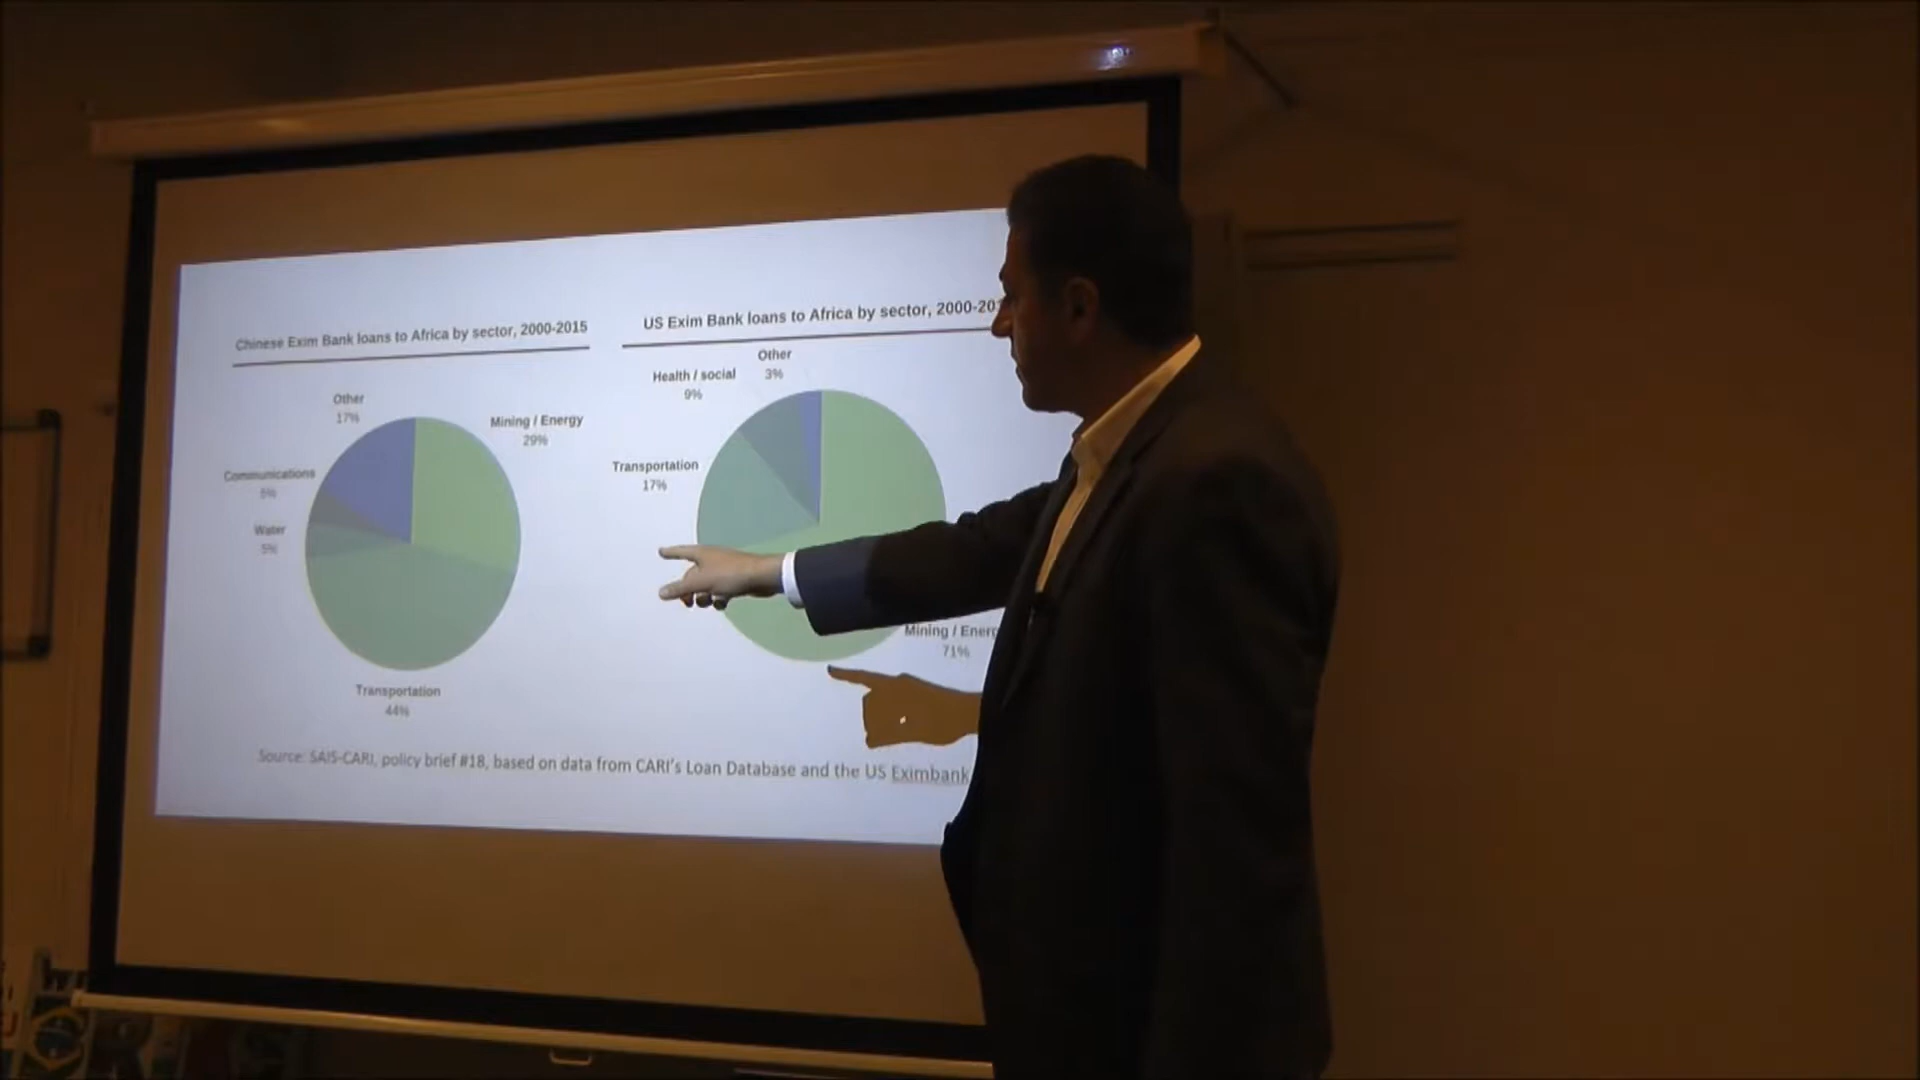 Chinese Exim Bank loans to Africa by sector, 2000-2015
Other
17%
Mining / Energy
29%
Communications
5%
Water
5%
Transportation
44%
US Exim Bank loans to Africa by sector, 2000-20
Other
3%
Health / social
9%
Transportation
17%
Mining / Energ
71%
Source: SAIS-CARI, policy brief #18, based on data from CARI's Loan Database and the US Eximbank